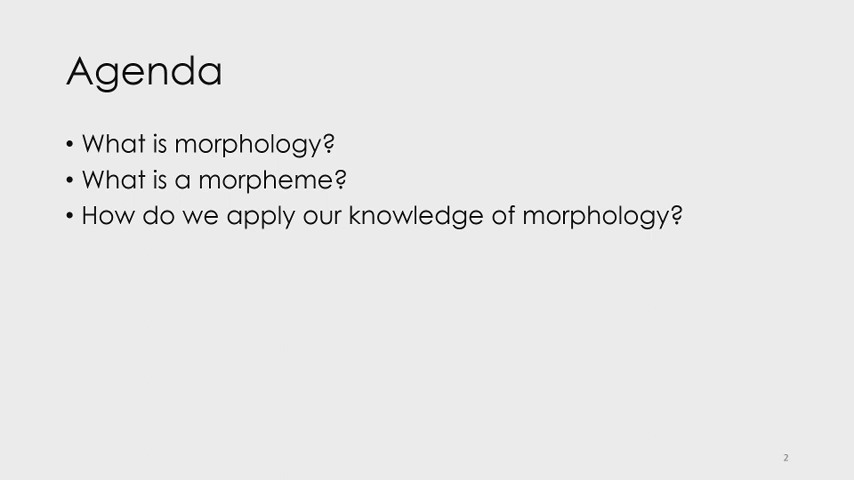 Agenda
• What is morphology?
• What is a morpheme?
• How do we apply our knowledge of morphology?
2